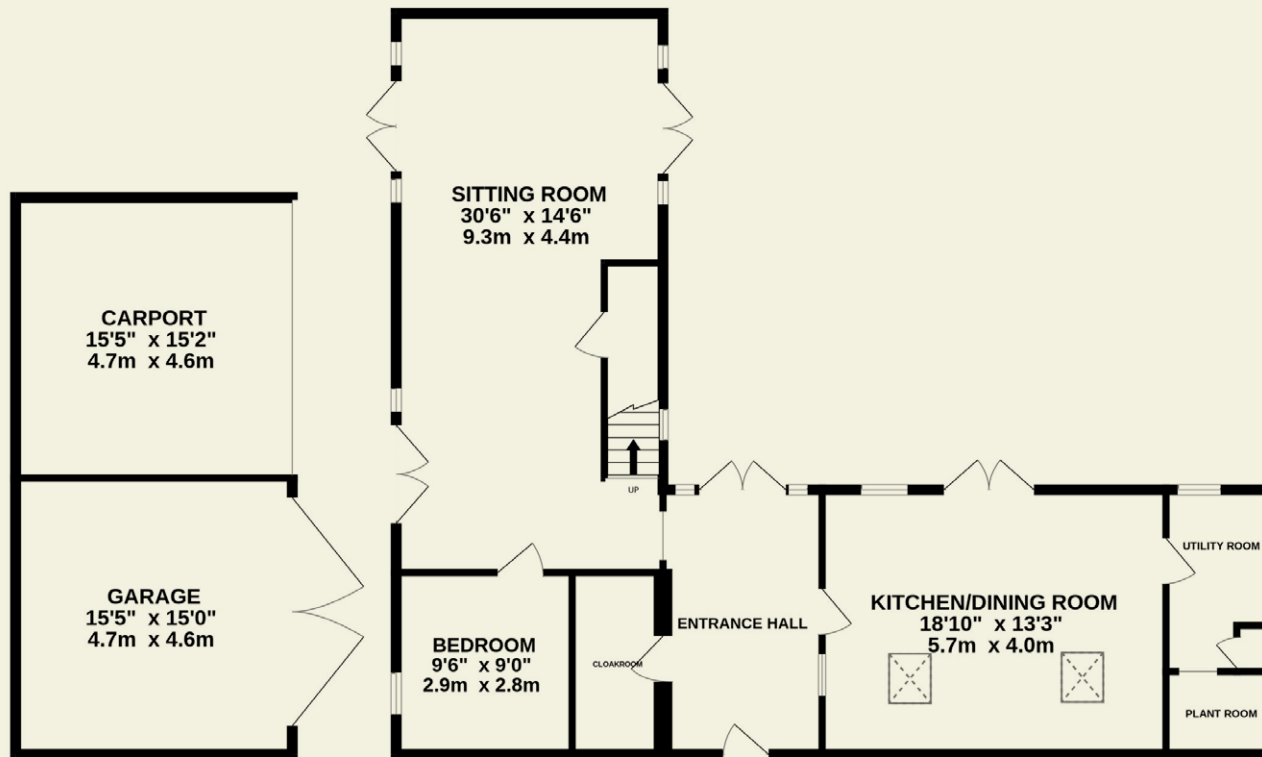 SITTING ROOM
30'6" x 14'6"
9.3m x 4.4m
CARPORT
15'5" x 15'2"
4.7m x 4.6m
UP
GARAGE
15'5" x 15'0"
4.7m x 4.6m
BEDROOM
9'6" x 9'0"
2.9m x 2.8m
CLOAKROOM
ENTRANCE HALL
KITCHEN/DINING ROOM
18'10" x 13'3"
5.7m x 4.0m
UTILITY ROOM
PLANT ROOM